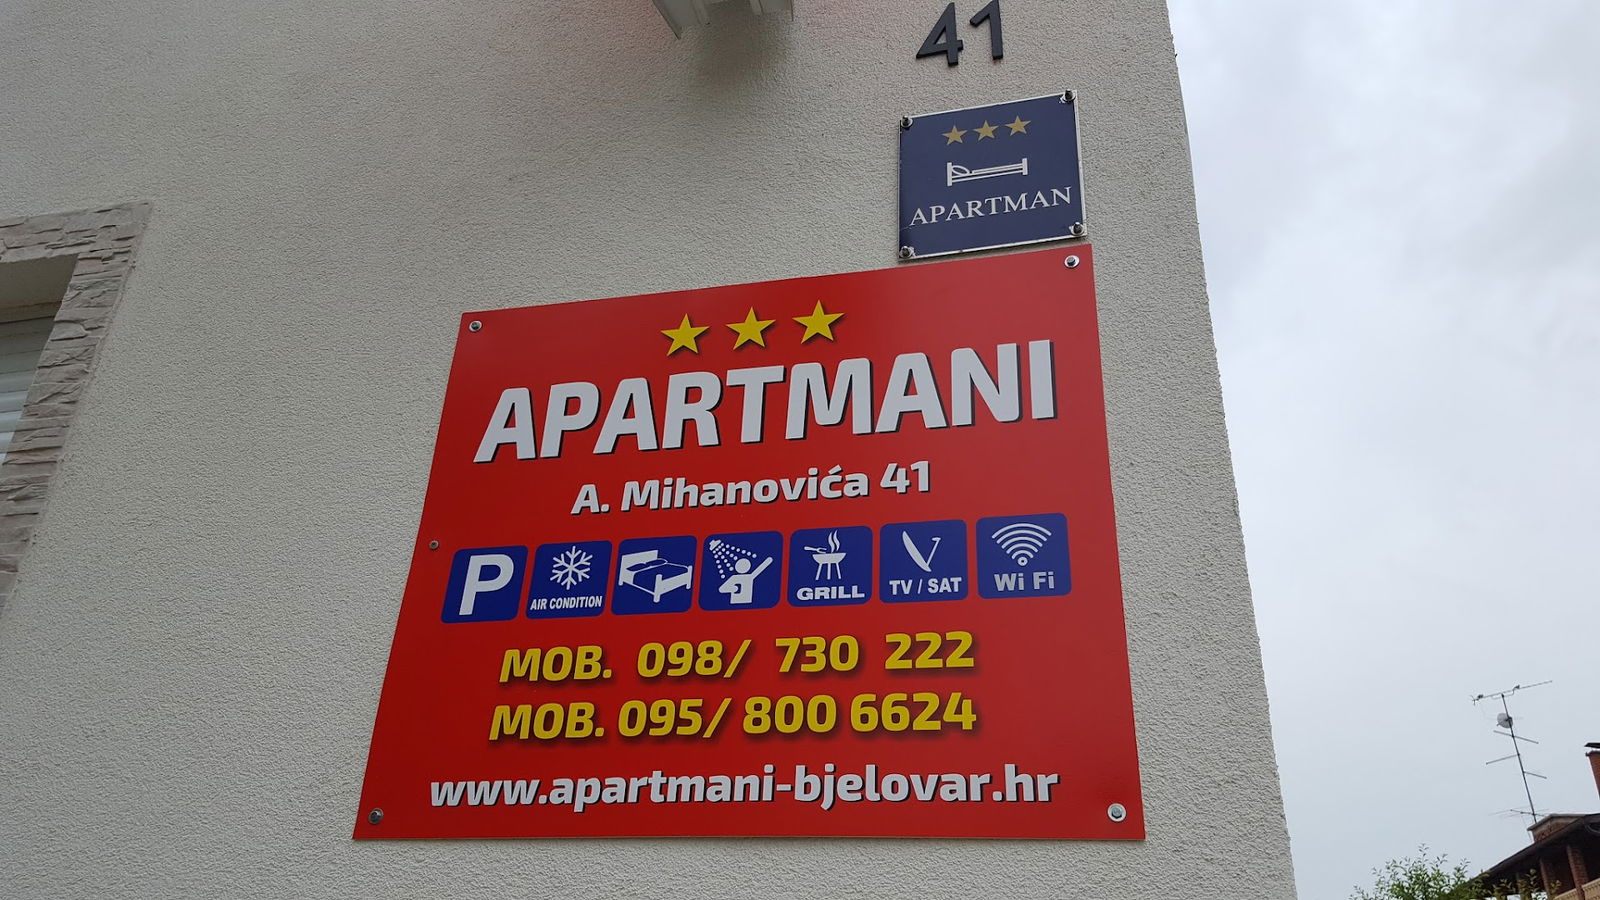 41
APARTMAN
APARTMANI
A. Mihanovića 41
P AIR CONDITION GRILL TV / SAT Wi Fi
MOB. 098/ 730 222
MOB. 095/ 800 6624
www.apartmani-bjelovar.hr